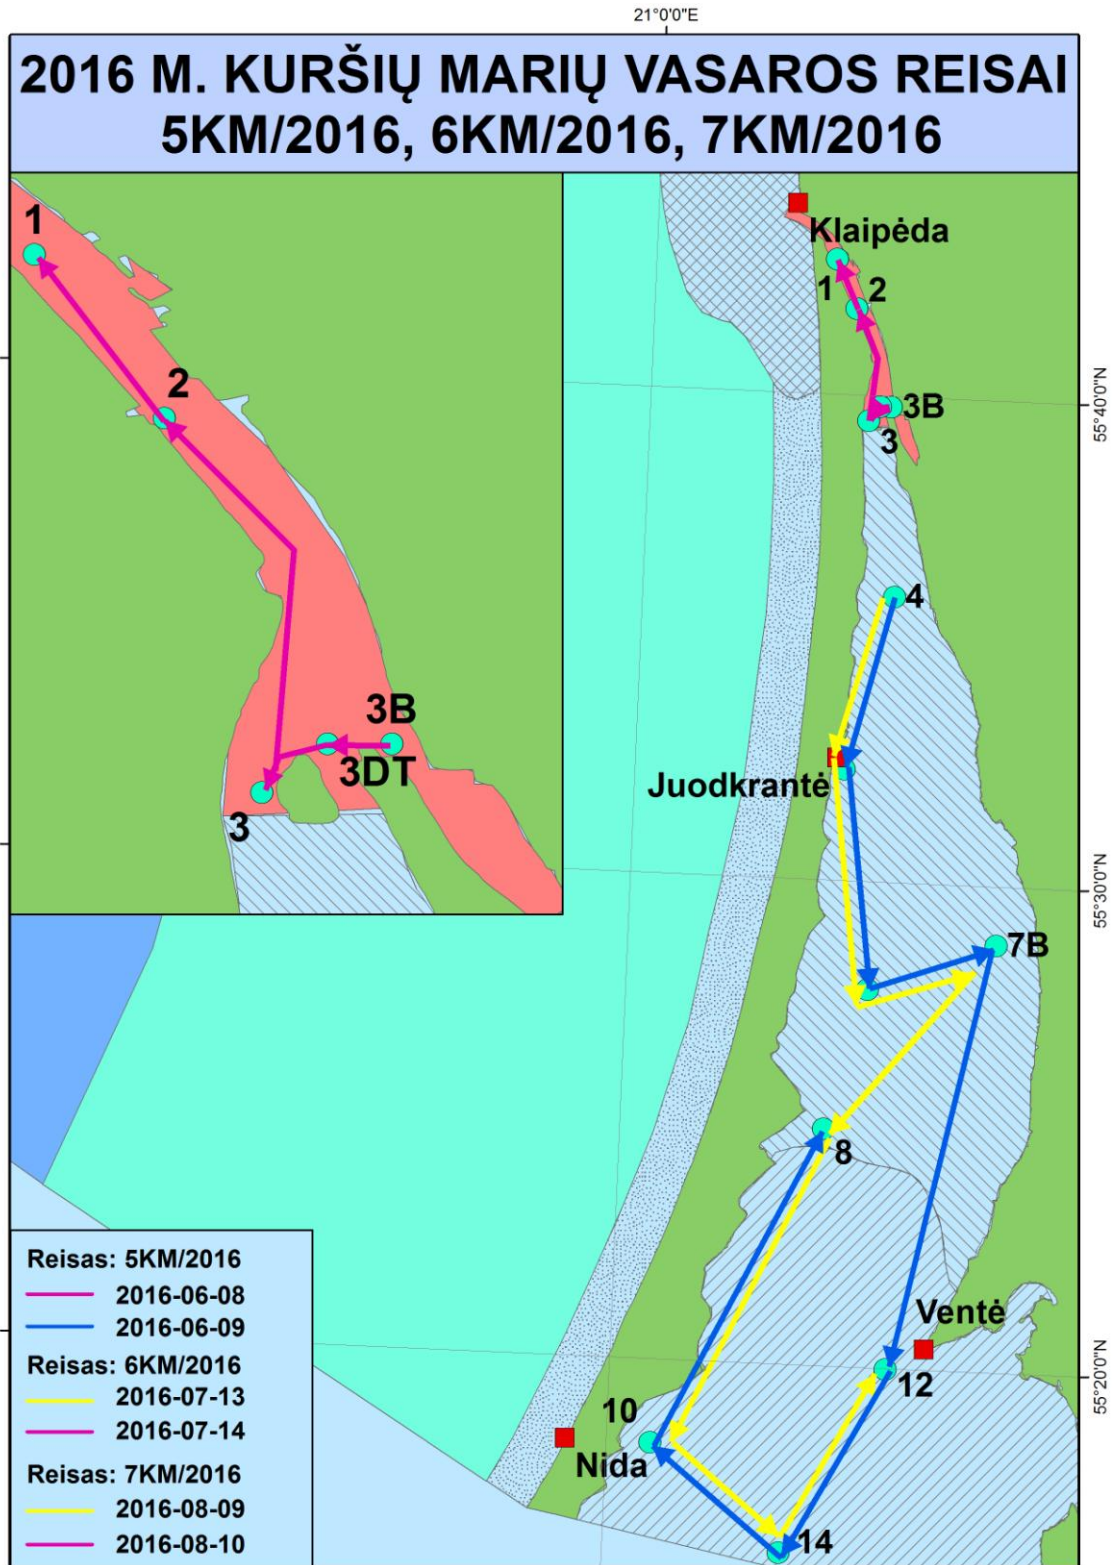 21°0'0"E
2016 M. KURŠIŲ MARIŲ VASAROS REISAI
5KM/2016, 6KM/2016, 7KM/2016
1
2
3B
3DT
3
Klaipėda
1
2
3B
3
55°40'0"N
4
Juodkrantė
55°30'0"N
7B
8
Ventė
55°20'0"N
12
10
Nida
14
Reisas: 5KM/2016
2016-06-08
2016-06-09
Reisas: 6KM/2016
2016-07-13
2016-07-14
Reisas: 7KM/2016
2016-08-09
2016-08-10